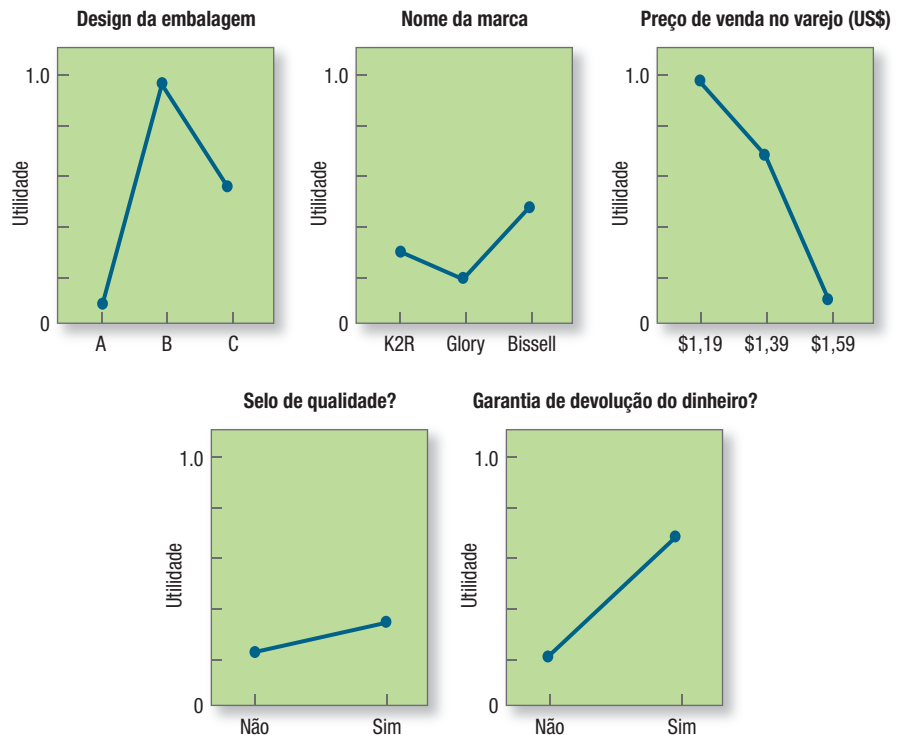 Design da embalagem
1.0
Utilidade
0
A B C
Nome da marca
1.0
Utilidade
0
K2R Glory Bissell
Preço de venda no varejo (US$)
1.0
Utilidade
0
$1,19 $1,39 $1,59
Selo de qualidade?
1.0
Utilidade
0
Não Sim
Garantia de devolução do dinheiro?
1.0
Utilidade
0
Não Sim